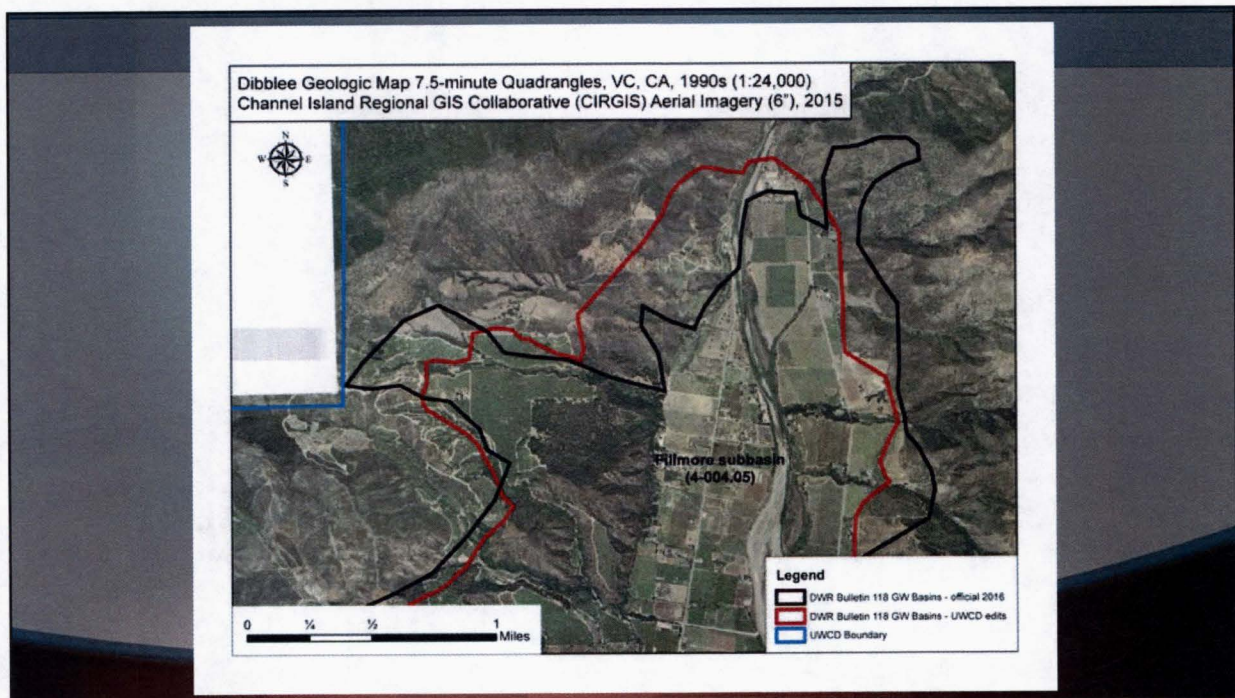 Dibblee Geologic Map 7.5-minute Quadrangles, VC, CA, 1990s (1:24,000)
Channel Island Regional GIS Collaborative (CIRGIS) Aerial Imagery (6"), 2015
N
W E
S
Fillmore subbasin
(4-004.05)
Legend
DWR Bulletin 118 GW Basins - official 2016
DWR Bulletin 118 GW Basins - UWCD edits
UWCD Boundary
0 ¼ ½ 1
Miles